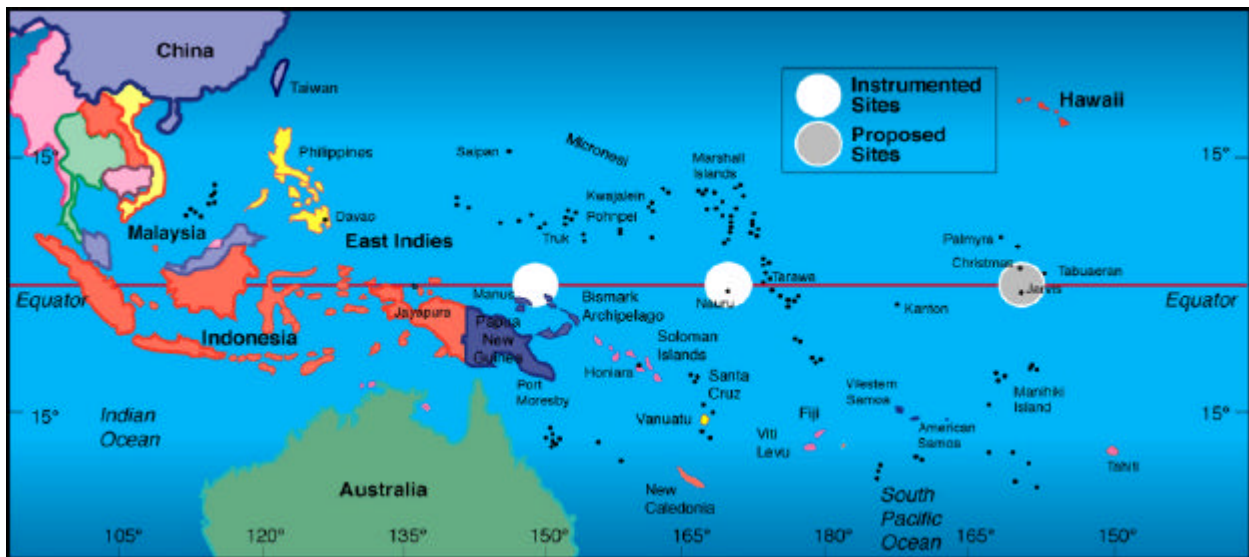 China
Taiwan
Instrumented
Sites
Proposed
Sites
Hawaii
15°
15°
Philippines
Saipan
Micronesi
Marshall
Islands
Kwajalein
Pohnpei
Truk
Davao
Malaysia
East Indies
Palmyra
Christmas
Tabuaeran
Tarawa
Equator
Manus
Bismark
Archipelago
Nauru
Jarvis
Kanton
Equator
Jayapura
Indonesia
Papua
New
Guinea
Soloman
Islands
Honiara
Port
Moresby
Santa
Cruz
Western
Samoa
Manihiki
Island
15°
Indian
Ocean
Vanuatu
Fiji
Viti
Levu
American
Samoa
15°
Tahiti
Australia
New
Caledonia
South
Pacific
Ocean
105°
120°
135°
150°
165°
180°
165°
150°